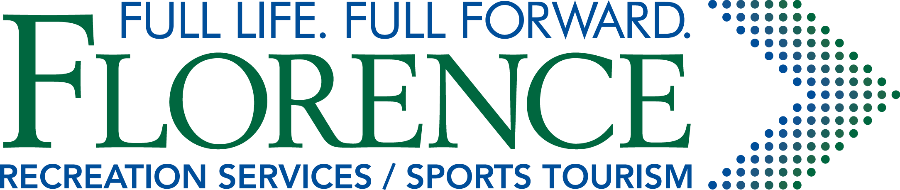 FULL LIFE. FULL FORWARD.
FLORENCE
RECREATION SERVICES / SPORTS TOURISM